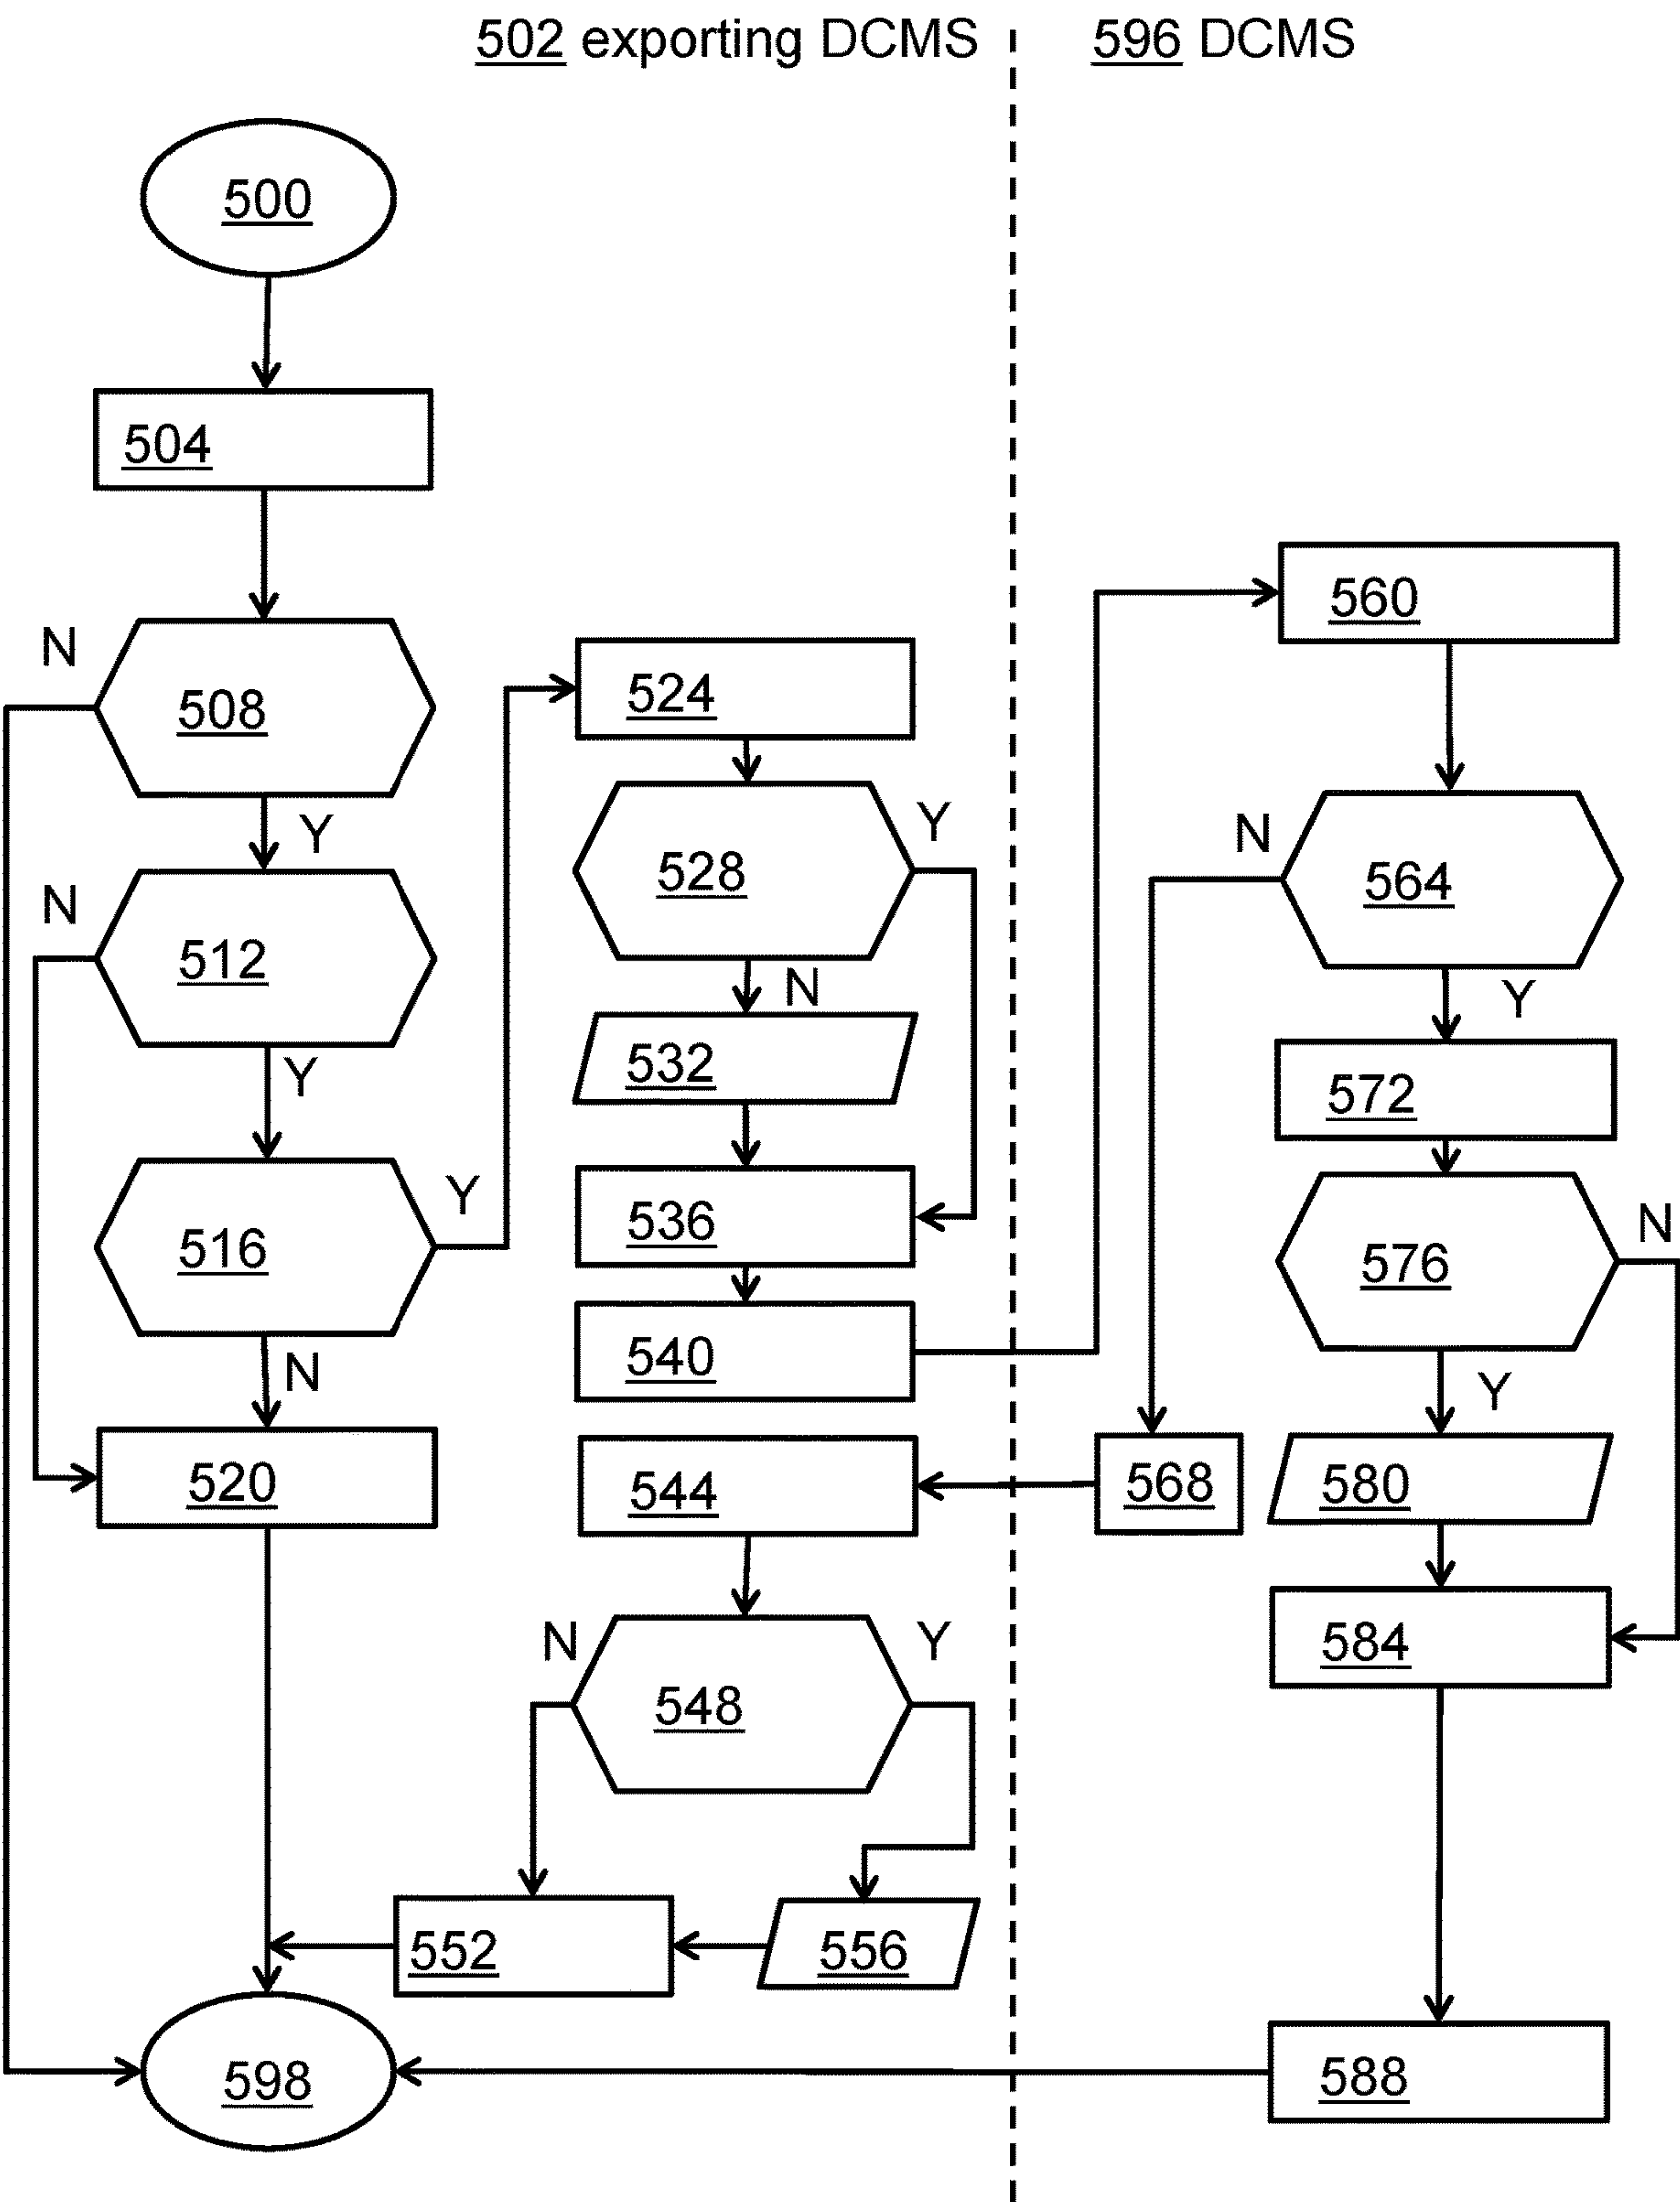 502 exporting DCMS
596 DCMS
500
504
N
508
Y
N
512
Y
516
Y
N
520
524
528
Y
N
532
536
540
544
N
548
Y
552
556
598
560
N
564
Y
568
572
576
N
Y
580
584
588